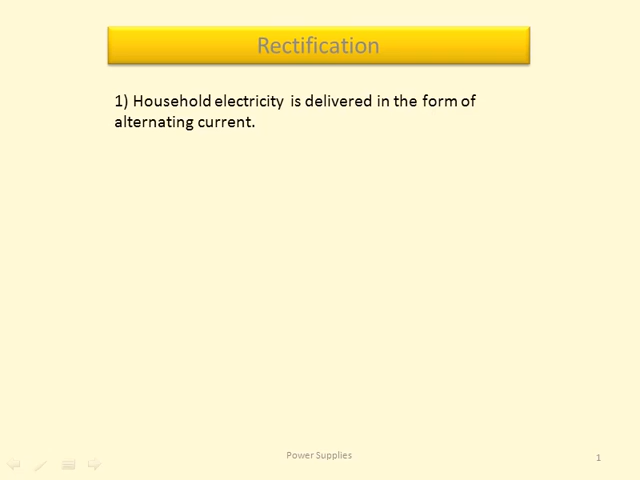 Rectification
1) Household electricity is delivered in the form of
alternating current.
Power Supplies
1